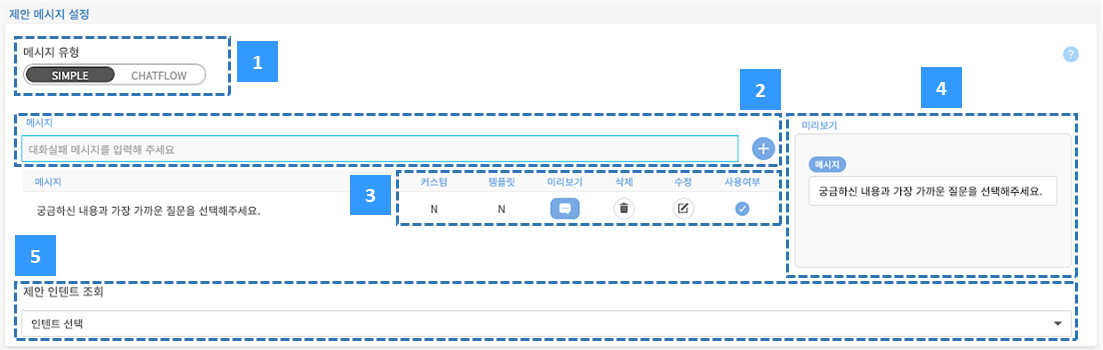 제안 메시지 설정
메시지 유형
1
SIMPLE CHATFLOW
?
2
4
메시지
대화실패 메시지를 입력해 주세요
미리보기
메시지
궁금하신 내용과 가장 가까운 질문을 선택해주세요.
메시지 커스텀 템플릿 미리보기 삭제 수정 사용여부
3
궁금하신 내용과 가장 가까운 질문을 선택해주세요. N N
5
제안 인텐트 조회
인텐트 선택